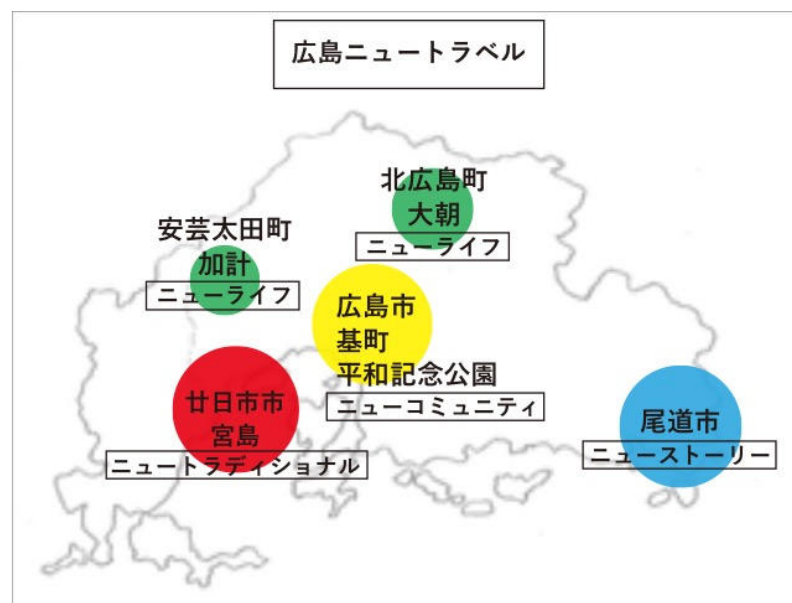 広島ニュートラベル
北広島町
大朝
ニューライフ
安芸太田町
加計
ニューライフ
広島市
基町
平和記念公園
ニューコミュニティ
廿日市市
宮島
ニュートラディショナル
尾道市
ニューストーリー